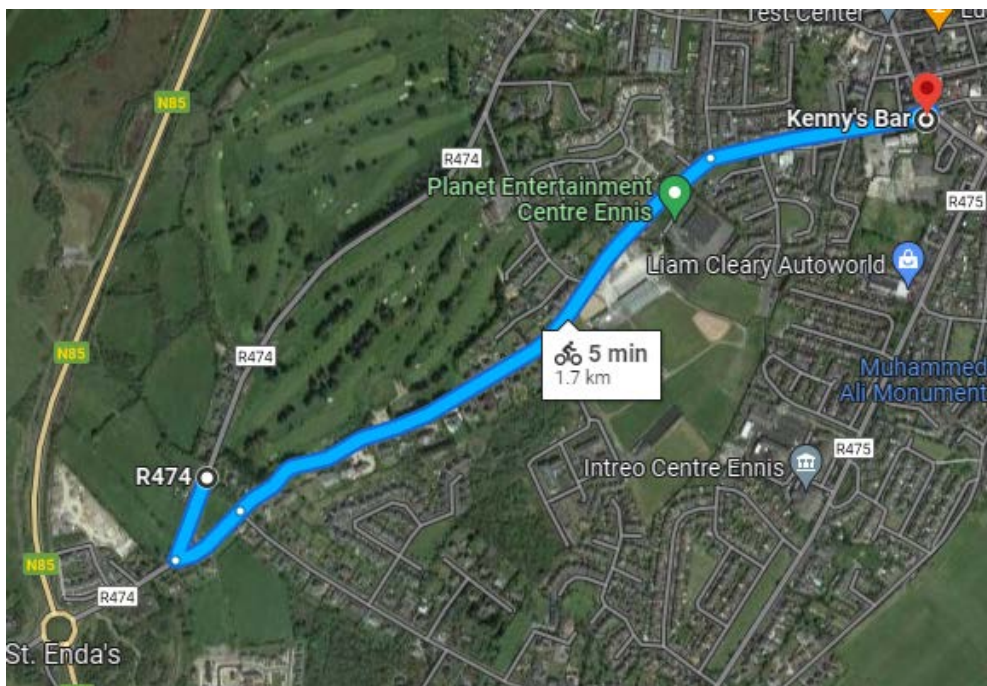 Test Center
N85
R474
Kenny's Bar
Planet Entertainment
Centre Ennis
R475
Liam Cleary Autoworld
N85
R474
5 min
1.7 km
Muhammed
Ali Monument
R475
R474
Intreo Centre Ennis
N85
R474
St. Enda's